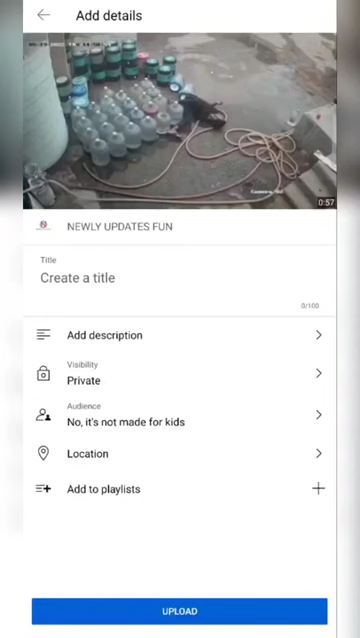 Add details
0:57
NEWLY UPDATES FUN
Title
Create a title
0/100
Add description
Visibility
Private
Audience
No, it's not made for kids
Location
Add to playlists
UPLOAD